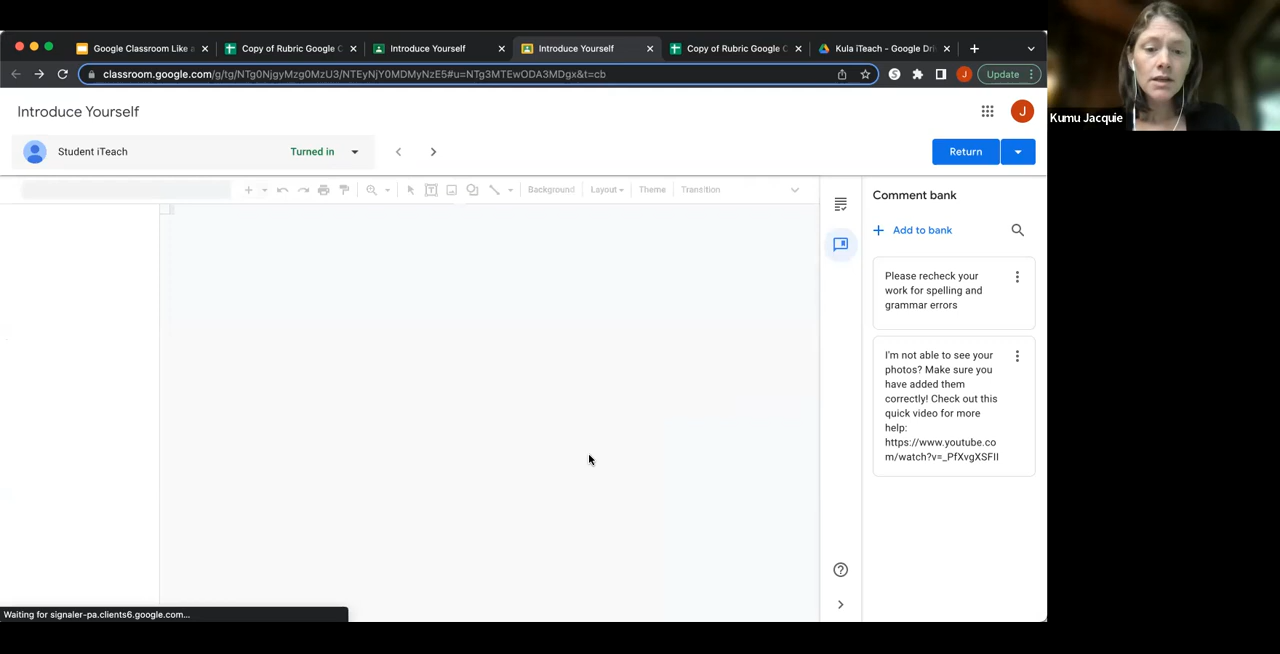 Google Classroom Like a
Copy of Rubric Google C
Introduce Yourself
Introduce Yourself
Copy of Rubric Google C
Kula iTeach - Google Dri
classroom.google.com/g/tg/NTg0NjgyMzg0MzU3/NTEyNjY0MDMyNzE5#u=NTg3MTEwODA3MDgx&t=cb
S
J
Update
Kumu Jacquie
Introduce Yourself
J
Student iTeach
Turned in
Return
Background
Layout
Theme
Transition
Comment bank
+ Add to bank
Please recheck your
work for spelling and
grammar errors
I'm not able to see your
photos? Make sure you
have added them
correctly! Check out this
quick video for more
help:
https://www.youtube.co
m/watch?v=_PfXvgXSFII
Waiting for signaler-pa.clients6.google.com...